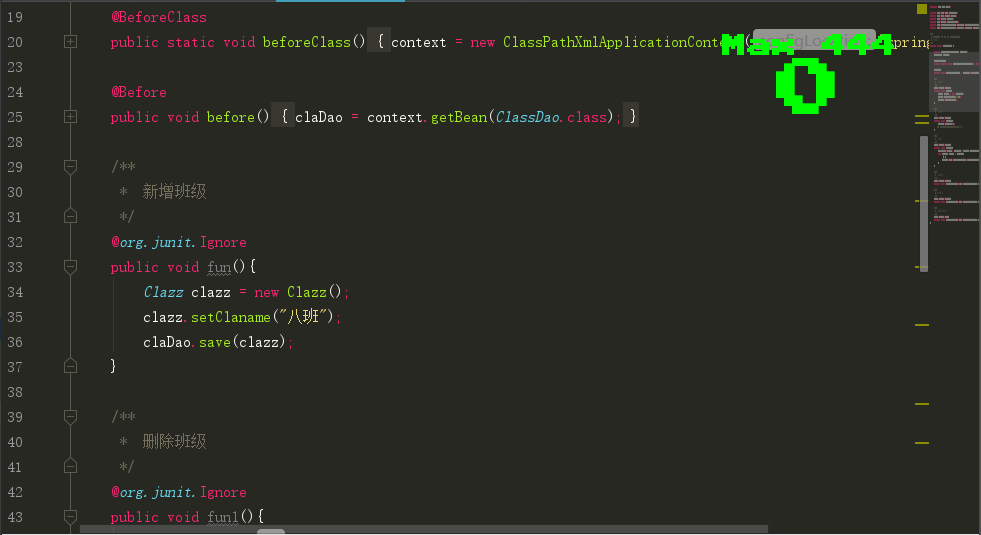 19 @BeforeClass
20 public static void beforeClass() { context = new ClassPathXmlApplicationConte spring
Max 444
0
23
24 @Before
25 public void before() { claDao = context.getBean(ClassDao.class); }
28
29 /**
30 * 新增班级
31 */
32 @org.junit.Ignore
33 public void fun(){
34 Clazz clazz = new Clazz();
35 clazz.setClaname("八班");
36 claDao.save(clazz);
37 }
38
39 /**
40 * 删除班级
41 */
42 @org.junit.Ignore
43 public void fun1(){